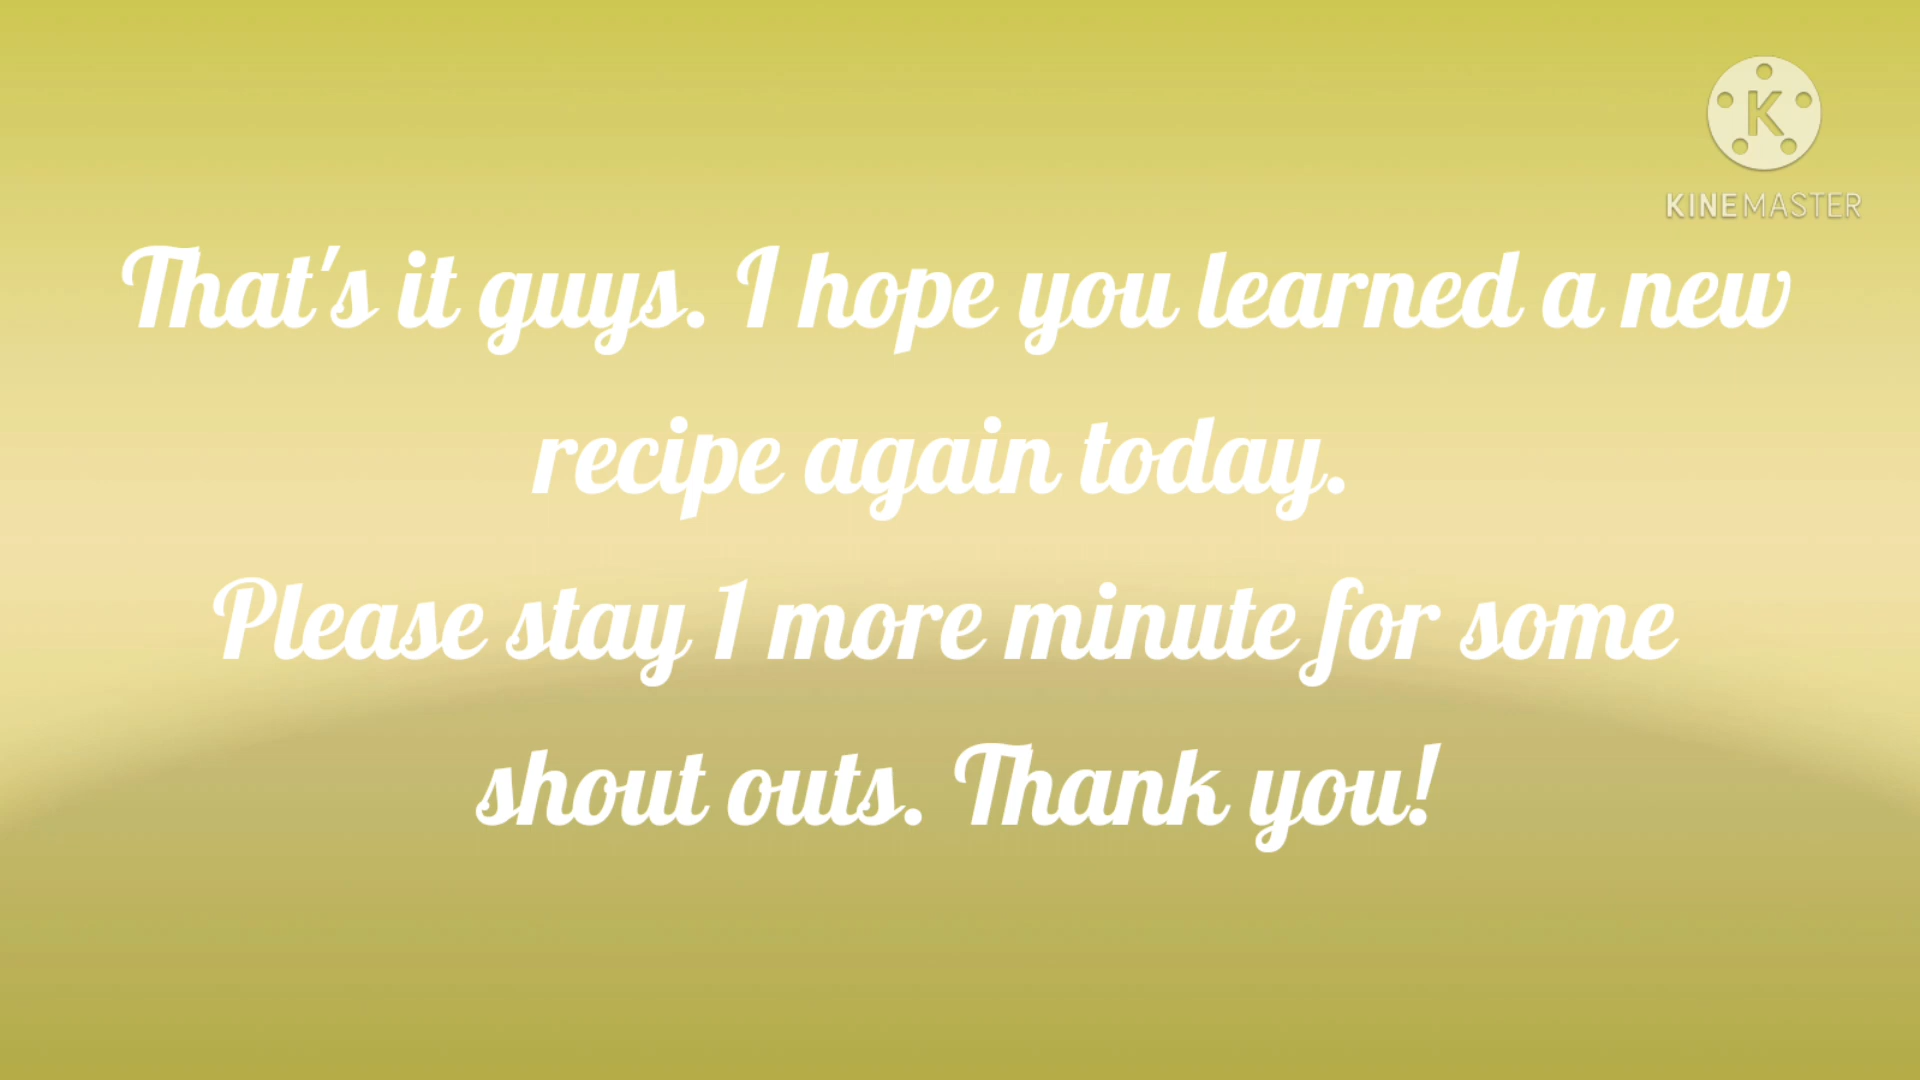 K
KINEMASTER
That's it guys. I hope you learned a new
recipe again today.
Please stay 1 more minute for some
shout outs. Thank you!